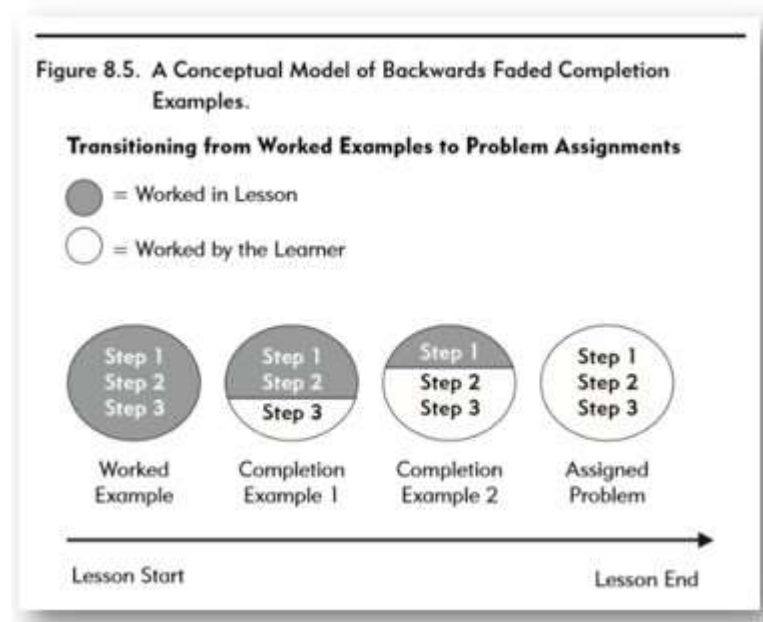 Figure 8.5. A Conceptual Model of Backwards Faded Completion
Examples.
Transitioning from Worked Examples to Problem Assignments
= Worked in Lesson
= Worked by the Learner
Step 1
Step 2
Step 3
Step 1
Step 2
Step 3
Step 1
Step 2
Step 3
Step 1
Step 2
Step 3
Worked
Example
Completion
Example 1
Completion
Example 2
Assigned
Problem
Lesson Start
Lesson End